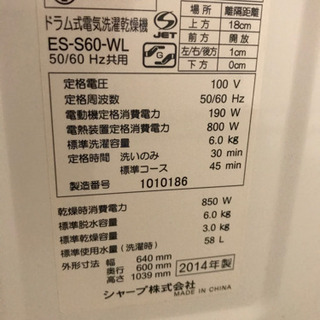 場所 離隔距離
上方 18cm
前方 開放
左/右/後方 1cm
下方 0cm
ドラム式電気洗濯乾燥機
ES-S60-WL
50/60 Hz共用
S JET
定格電圧 100 V
定格周波数 50/60 Hz
電動機定格消費電力 190 W
電熱装置定格消費電力 800 W
標準洗濯容量 6.0 kg
定格時間 洗いのみ 30 min
標準コース 45 min
製造番号 1010186
乾燥時消費電力 850 W
標準脱水容量 6.0 kg
標準乾燥容量 3.0 kg
標準使用水量(洗濯時) 58 L
外形寸法 幅 640 mm
奥行 600 mm
高さ 1039 mm
2014年製
シャープ株式会社 MADE IN CHINA